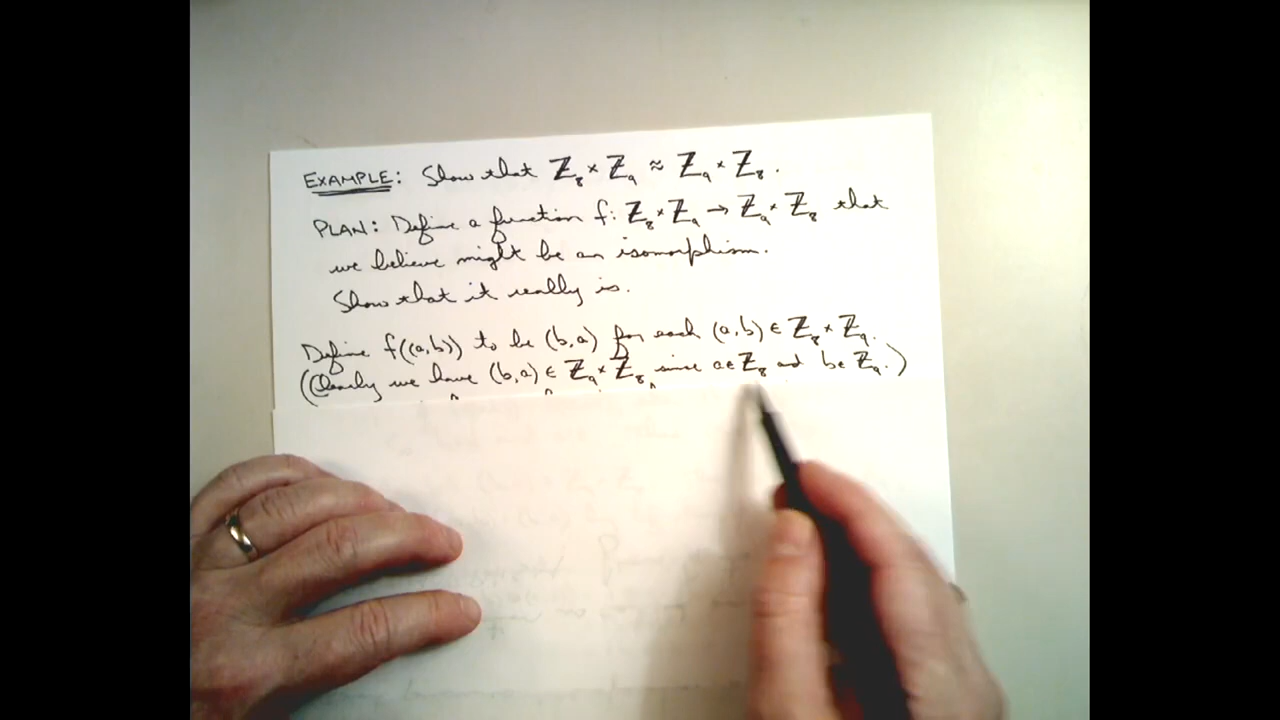 EXAMPLE: Show that ℤ₈ × ℤ₉ ≈ ℤ₉ × ℤ₈.
PLAN: Define a function f: ℤ₈ × ℤ₉ → ℤ₉ × ℤ₈ that
we believe might be an isomorphism.
Show that it really is.
Define f((a,b)) to be (b,a) for each (a,b) ∈ ℤ₈ × ℤ₉.
(Clearly we have (b,a) ∈ ℤ₉ × ℤ₈ since a ∈ ℤ₈ and b ∈ ℤ₉.)